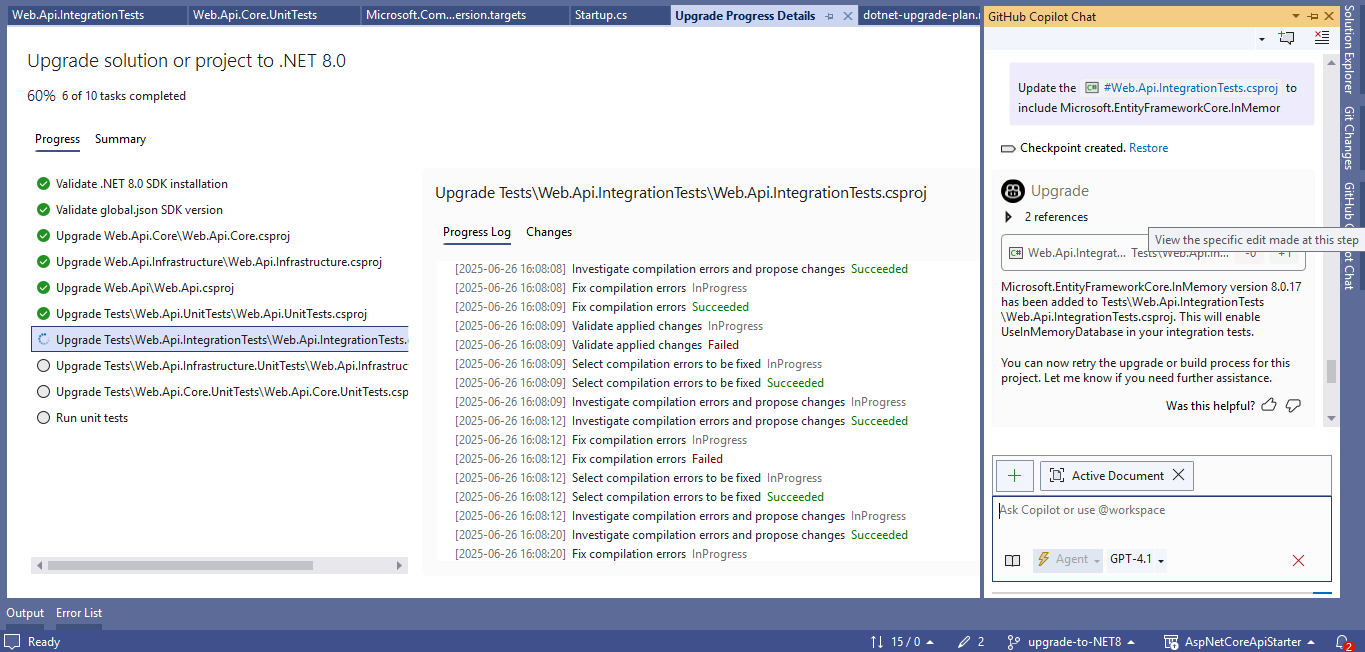 Web.Api.IntegrationTests
Web.Api.Core.UnitTests
Microsoft.Com...ersion.targets
Startup.cs
Upgrade Progress Details
dotnet-upgrade-plan.
Upgrade solution or project to .NET 8.0
60% 6 of 10 tasks completed
Progress Summary
Validate .NET 8.0 SDK installation
Validate global.json SDK version
Upgrade Web.Api.Core\Web.Api.Core.csproj
Upgrade Web.Api.Infrastructure\Web.Api.Infrastructure.csproj
Upgrade Web.Api\Web.Api.csproj
Upgrade Tests\Web.Api.UnitTests\Web.Api.UnitTests.csproj
Upgrade Tests\Web.Api.IntegrationTests\Web.Api.IntegrationTests.
Upgrade Tests\Web.Api.Infrastructure.UnitTests\Web.Api.Infrastruc
Upgrade Tests\Web.Api.Core.UnitTests\Web.Api.Core.UnitTests.csp
Run unit tests
Upgrade Tests\Web.Api.IntegrationTests\Web.Api.IntegrationTests.csproj
Progress Log Changes
[2025-06-26 16:08:08] Investigate compilation errors and propose changes Succeeded
[2025-06-26 16:08:08] Fix compilation errors InProgress
[2025-06-26 16:08:09] Fix compilation errors Succeeded
[2025-06-26 16:08:09] Validate applied changes InProgress
[2025-06-26 16:08:09] Validate applied changes Failed
[2025-06-26 16:08:09] Select compilation errors to be fixed InProgress
[2025-06-26 16:08:09] Select compilation errors to be fixed Succeeded
[2025-06-26 16:08:09] Investigate compilation errors and propose changes InProgress
[2025-06-26 16:08:12] Investigate compilation errors and propose changes Succeeded
[2025-06-26 16:08:12] Fix compilation errors InProgress
[2025-06-26 16:08:12] Fix compilation errors Failed
[2025-06-26 16:08:12] Select compilation errors to be fixed InProgress
[2025-06-26 16:08:12] Select compilation errors to be fixed Succeeded
[2025-06-26 16:08:12] Investigate compilation errors and propose changes InProgress
[2025-06-26 16:08:20] Investigate compilation errors and propose changes Succeeded
[2025-06-26 16:08:20] Fix compilation errors InProgress
GitHub Copilot Chat
Update the C# #Web.Api.IntegrationTests.csproj to
include Microsoft.EntityFrameworkCore.InMemor
Checkpoint created. Restore
Upgrade
2 references
View the specific edit made at this step
C# Web.Api.Integrat... Tests\Web.Api.In... -0 +1
Microsoft.EntityFrameworkCore.InMemory version 8.0.17
has been added to Tests\Web.Api.IntegrationTests
\Web.Api.IntegrationTests.csproj. This will enable
UseInMemoryDatabase in your integration tests.
You can now retry the upgrade or build process for this
project. Let me know if you need further assistance.
Was this helpful?
Active Document
Ask Copilot or use @workspace
Agent GPT-4.1
Solution Explorer
Git Changes
GitHub Copilot Chat
Output Error List
Ready
15 / 0
2
upgrade-to-NET8
AspNetCoreApiStarter
2